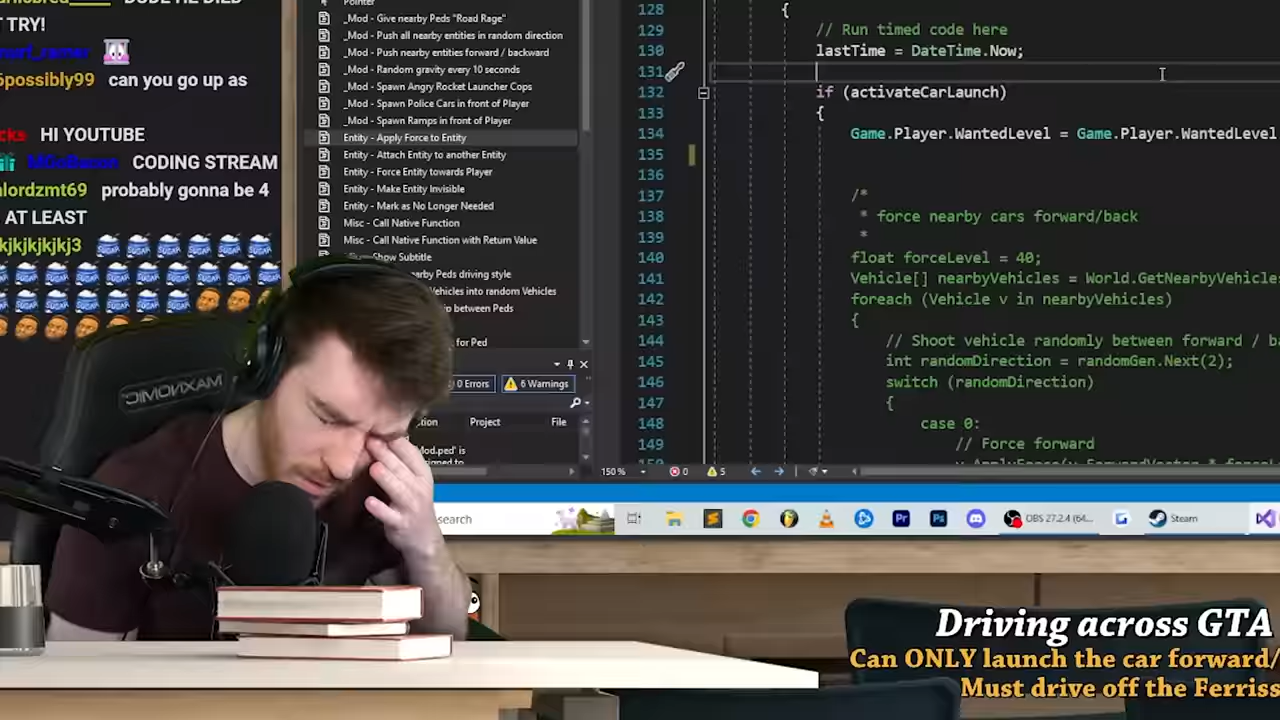 DUDE HE DIED
TRY!
6possibly99 can you go up as
HI YOUTUBE
CODING STREAM
lordzmt69 probably gonna be 4
AT LEAST
kjkjkjkjkj3
MAXNOMIC
Pointer
_Mod - Give nearby Peds "Road Rage"
_Mod - Push all nearby entities in random direction
_Mod - Push nearby entities forward / backward
_Mod - Random gravity every 10 seconds
_Mod - Spawn Angry Rocket Launcher Cops
_Mod - Spawn Police Cars in front of Player
_Mod - Spawn Ramps in front of Player
Entity - Apply Force to Entity
Entity - Attach Entity to another Entity
Entity - Force Entity towards Player
Entity - Make Entity Invisible
Entity - Mark as No Longer Needed
Misc - Call Native Function
Misc - Call Native Function with Return Value
Show Subtitle
nearby Peds driving style
Vehicles into random Vehicles
between Peds
for Ped
0 Errors
6 Warnings
Project
File
Mod.ped' is
128 {
129 // Run timed code here
130 lastTime = DateTime.Now;
131
132 if (activateCarLaunch)
133 {
134 Game.Player.WantedLevel = Game.Player.WantedLevel
135
136
137 /*
138 * force nearby cars forward/back
139 *
140 float forceLevel = 40;
141 Vehicle[] nearbyVehicles = World.GetNearbyVehicles
142 foreach (Vehicle v in nearbyVehicles)
143 {
144 // Shoot vehicle randomly between forward / ba
145 int randomDirection = randomGen.Next(2);
146 switch (randomDirection)
147 {
148 case 0:
149 // Force forward
150 %
0
5
search
Pr
Ps
OBS 27.2.4 (64...
Steam
Driving across GTA
Can ONLY launch the car forward/
Must drive off the Ferriss